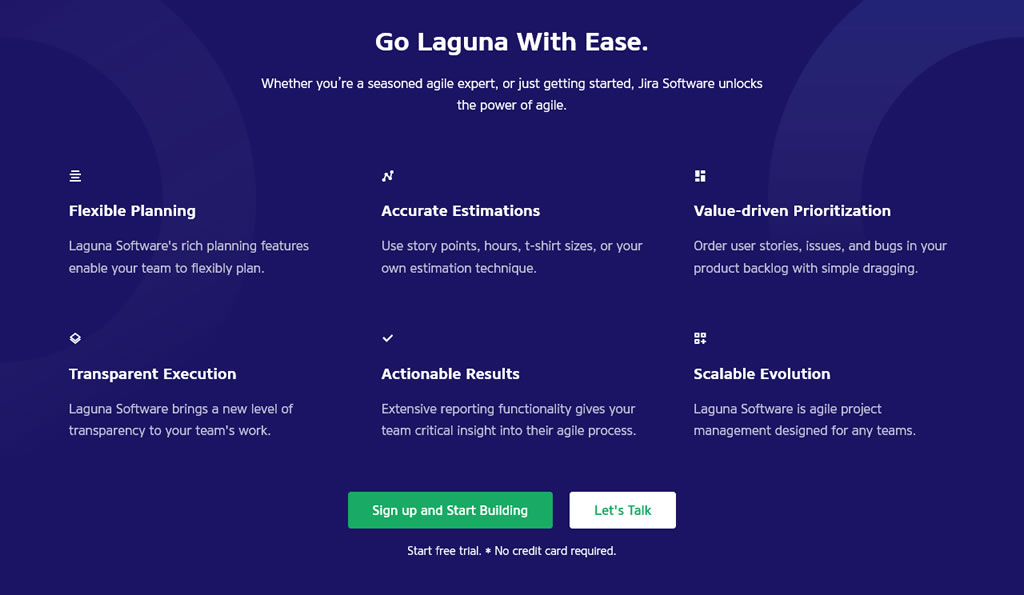 Go Laguna With Ease.
Whether you're a seasoned agile expert, or just getting started, Jira Software unlocks
the power of agile.
Flexible Planning
Laguna Software's rich planning features
enable your team to flexibly plan.
Accurate Estimations
Use story points, hours, t-shirt sizes, or your
own estimation technique.
Value-driven Prioritization
Order user stories, issues, and bugs in your
product backlog with simple dragging.
Transparent Execution
Laguna Software brings a new level of
transparency to your team's work.
Actionable Results
Extensive reporting functionality gives your
team critical insight into their agile process.
Scalable Evolution
Laguna Software is agile project
management designed for any teams.
Sign up and Start Building
Let's Talk
Start free trial. * No credit card required.